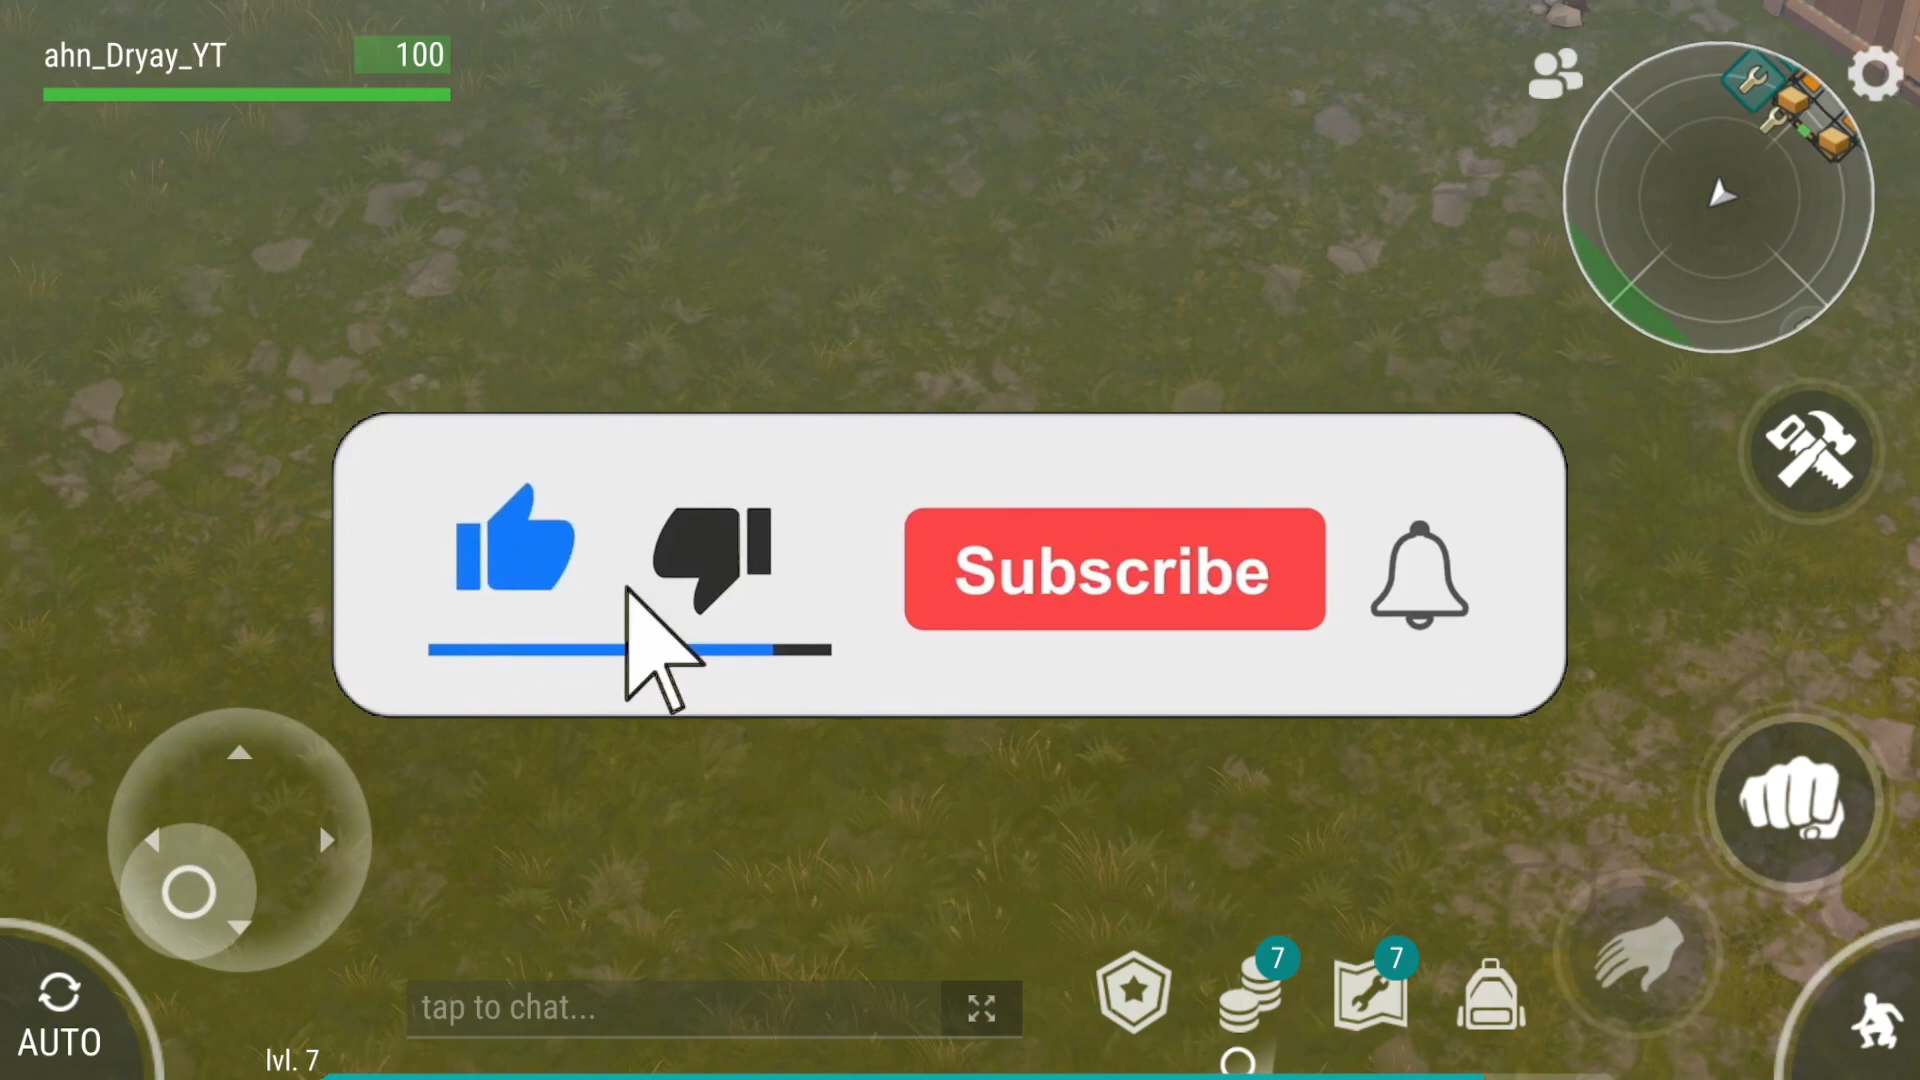 ahn_Dryay_YT 100
Subscribe
7 7
tap to chat...
AUTO
lvl. 7